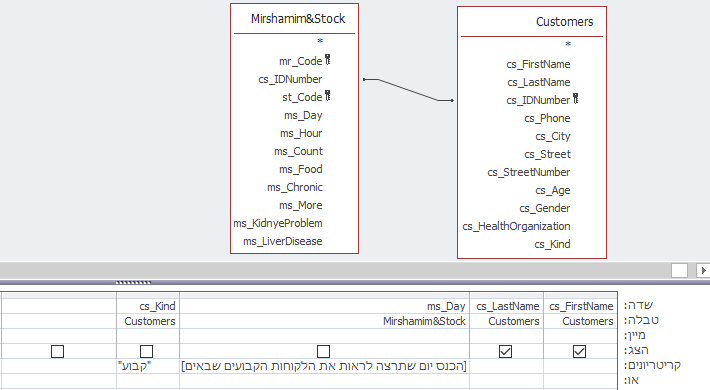 Mirshamim&Stock
*
mr_Code
cs_IDNumber
st_Code
ms_Day
ms_Hour
ms_Count
ms_Food
ms_Chronic
ms_More
ms_KidnyeProblem
ms_LiverDisease
Customers
*
cs_FirstName
cs_LastName
cs_IDNumber
cs_Phone
cs_City
cs_Street
cs_StreetNumber
cs_Age
cs_Gender
cs_HealthOrganization
cs_Kind
שדה: cs_FirstName cs_LastName ms_Day cs_Kind
טבלה: Customers Customers Mirshamim&Stock Customers
מיין:
הצג:
קריטריונים: [הכנס יום שתרצה לראות את הלקוחות הקבועים שבאים] "קבוע"
או: